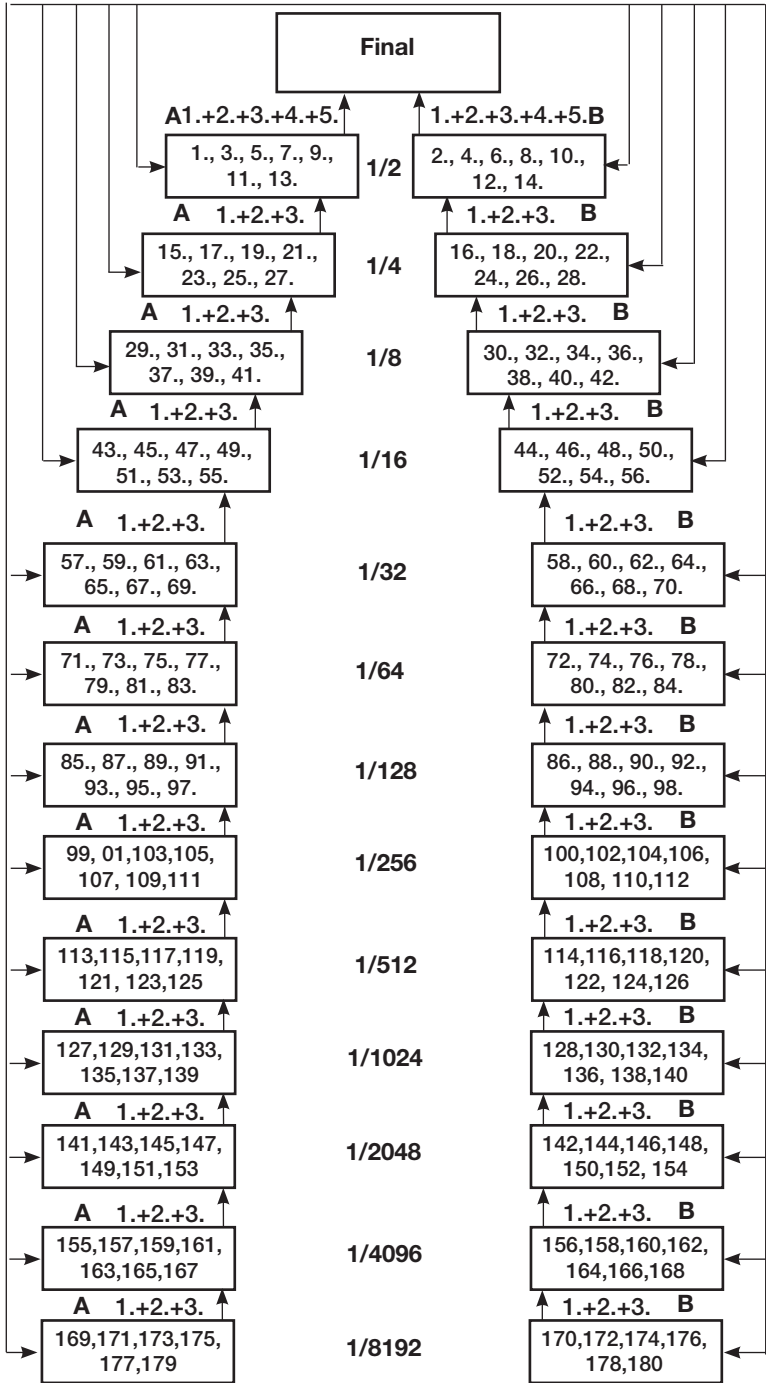 Final
A1.+2.+3.+4.+5. 1.+2.+3.+4.+5.B
1., 3., 5., 7., 9.,
11., 13.
1/2
2., 4., 6., 8., 10.,
12., 14.
A 1.+2.+3. 1.+2.+3. B
15., 17., 19., 21.,
23., 25., 27.
1/4
16., 18., 20., 22.,
24., 26., 28.
A 1.+2.+3. 1.+2.+3. B
29., 31., 33., 35.,
37., 39., 41.
1/8
30., 32., 34., 36.,
38., 40., 42.
A 1.+2.+3. 1.+2.+3. B
43., 45., 47., 49.,
51., 53., 55.
1/16
44., 46., 48., 50.,
52., 54., 56.
A 1.+2.+3. 1.+2.+3. B
57., 59., 61., 63.,
65., 67., 69.
1/32
58., 60., 62., 64.,
66., 68., 70.
A 1.+2.+3. 1.+2.+3. B
71., 73., 75., 77.,
79., 81., 83.
1/64
72., 74., 76., 78.,
80., 82., 84.
A 1.+2.+3. 1.+2.+3. B
85., 87., 89., 91.,
93., 95., 97.
1/128
86., 88., 90., 92.,
94., 96., 98.
A 1.+2.+3. 1.+2.+3. B
99, 01,103,105,
107, 109,111
1/256
100,102,104,106,
108, 110,112
A 1.+2.+3. 1.+2.+3. B
113,115,117,119,
121, 123,125
1/512
114,116,118,120,
122, 124,126
A 1.+2.+3. 1.+2.+3. B
127,129,131,133,
135,137,139
1/1024
128,130,132,134,
136, 138,140
A 1.+2.+3. 1.+2.+3. B
141,143,145,147,
149,151,153
1/2048
142,144,146,148,
150,152, 154
A 1.+2.+3. 1.+2.+3. B
155,157,159,161,
163,165,167
1/4096
156,158,160,162,
164,166,168
A 1.+2.+3. 1.+2.+3. B
169,171,173,175,
177,179
1/8192
170,172,174,176,
178,180